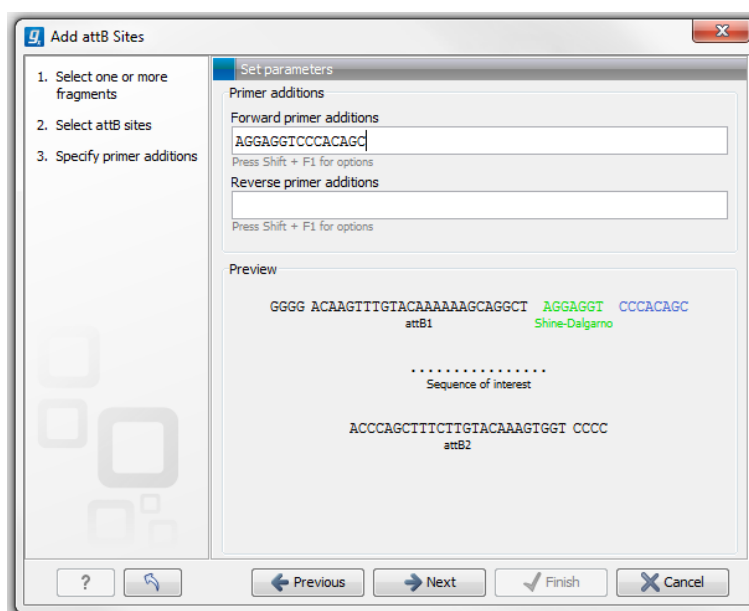 Add attB Sites
1. Select one or more
fragments
2. Select attB sites
3. Specify primer additions
Set parameters
Primer additions
Forward primer additions
AGGAGGTCCCACAGC
Press Shift + F1 for options
Reverse primer additions
Press Shift + F1 for options
Preview
GGGG ACAAGTTTGTACAAAAAAGCAGGCT AGGAGGT CCCACAGC
attB1 Shine-Dalgarno
................
Sequence of interest
ACCCAGCTTTCTTGTACAAAGTGGT CCCC
attB2
? Previous Next Finish Cancel